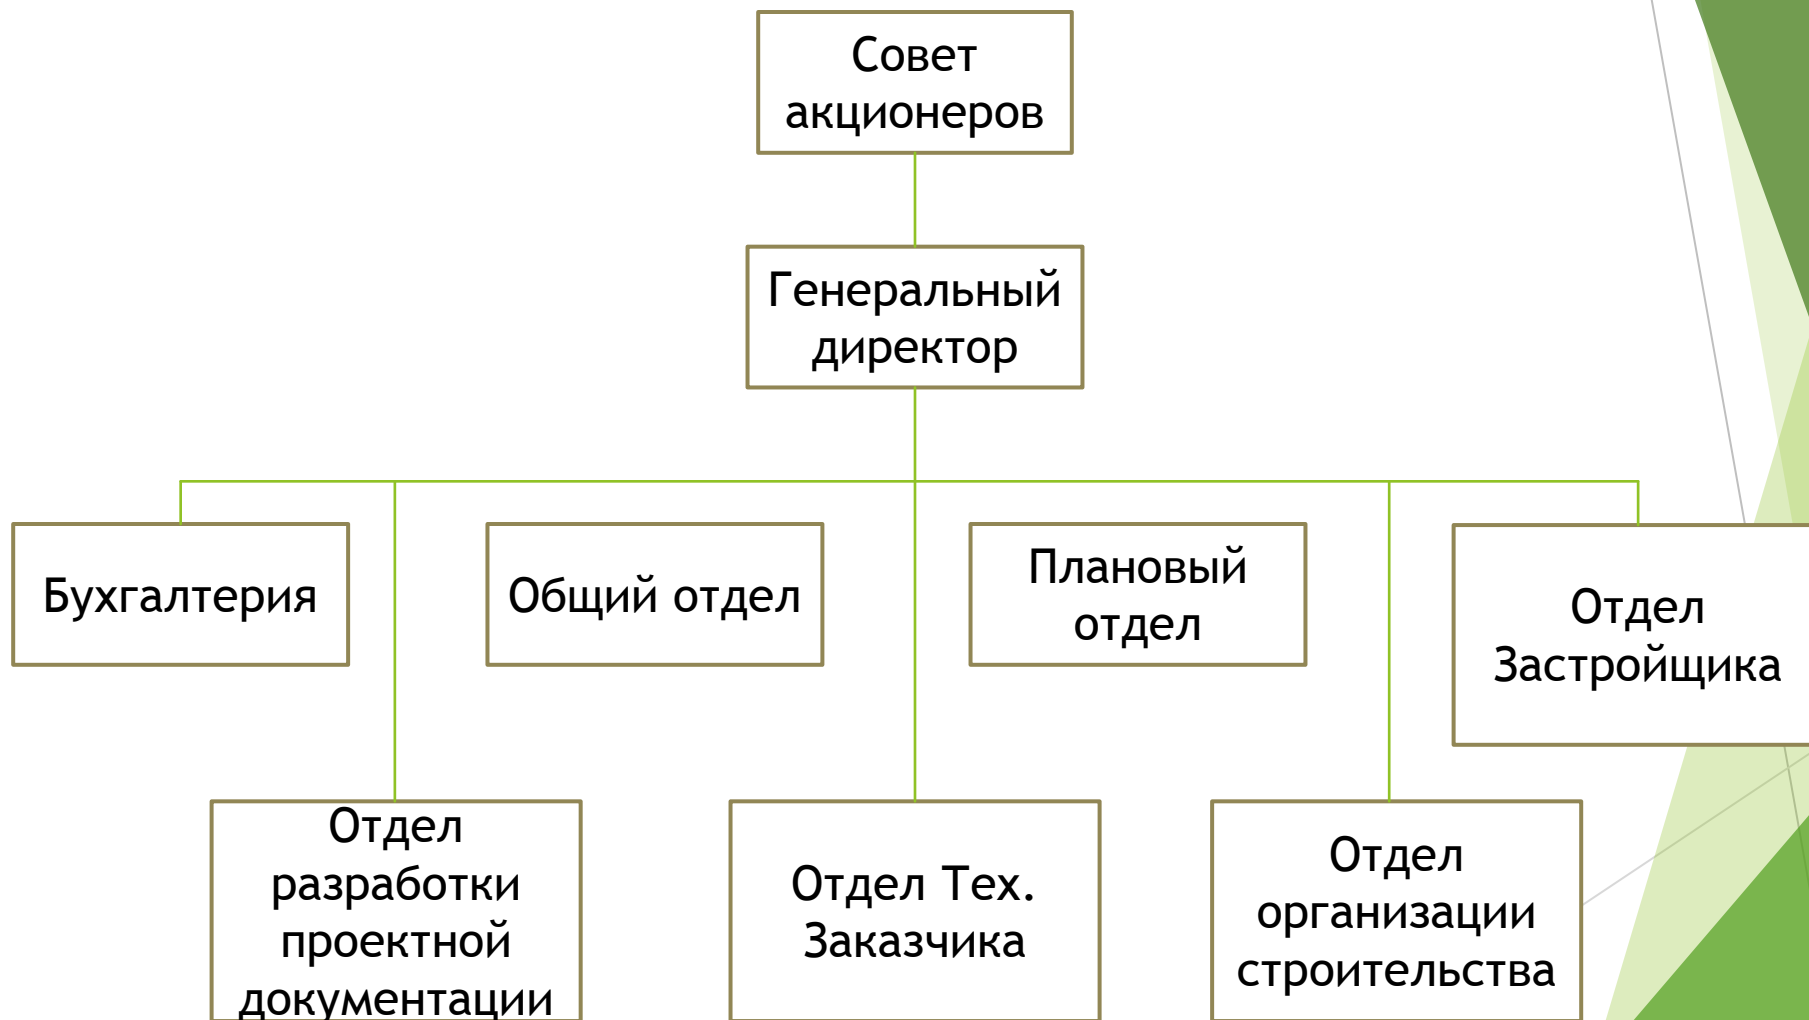 Совет
акционеров
Генеральный
директор
Бухгалтерия
Общий отдел
Плановый
отдел
Отдел
Застройщика
Отдел
разработки
проектной
документации
Отдел Тех.
Заказчика
Отдел
организации
строительства